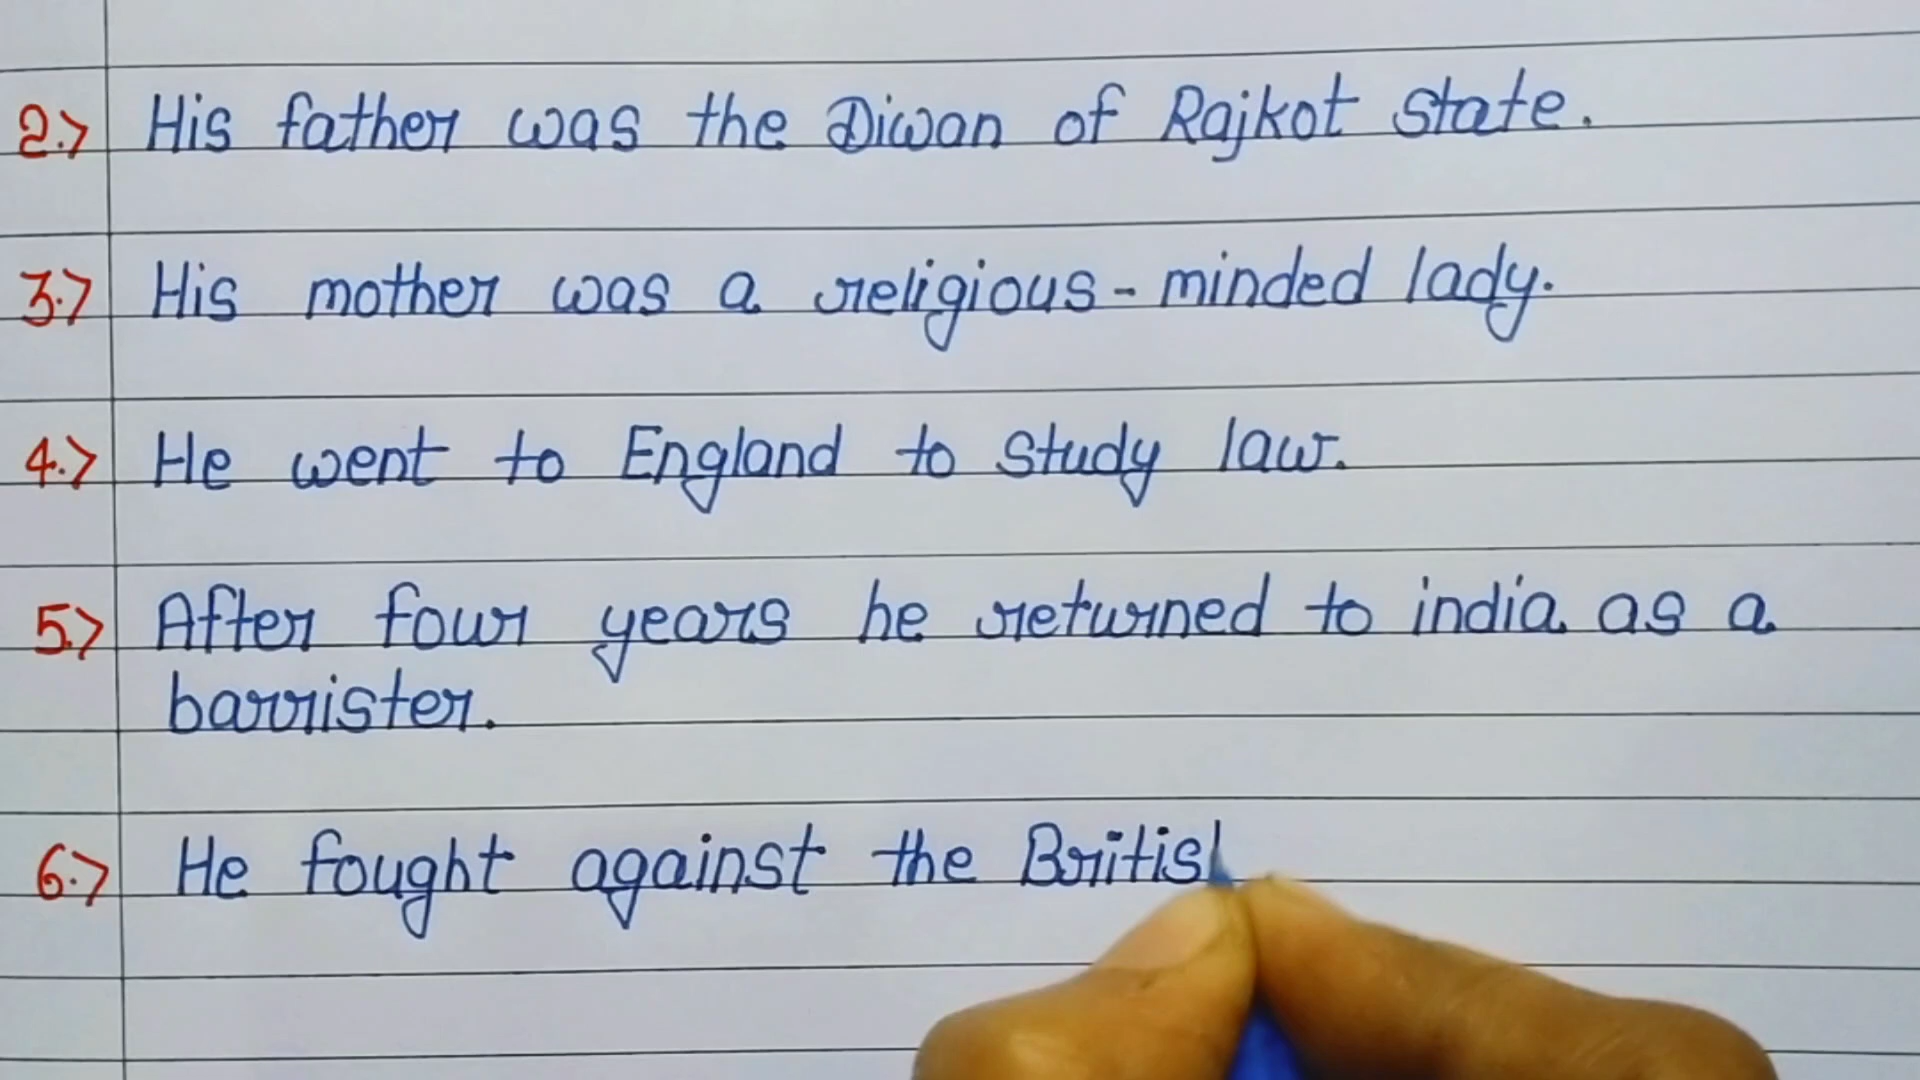 2.> His father was the Diwan of Rajkot State.
3.> His mother was a religious-minded lady.
4.> He went to England to Study law.
5.> After four years he returned to india as a
barrister.
6.> He fought against the Britis